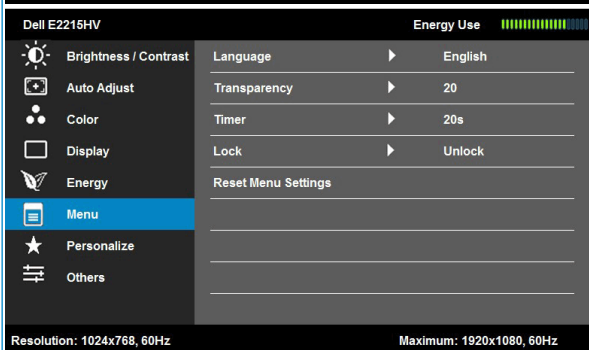 Dell E2215HV Energy Use
Brightness / Contrast Language English
Auto Adjust Transparency 20
Color Timer 20s
Display Lock Unlock
Energy Reset Menu Settings
Menu
Personalize
Others
Resolution: 1024x768, 60Hz Maximum: 1920x1080, 60Hz